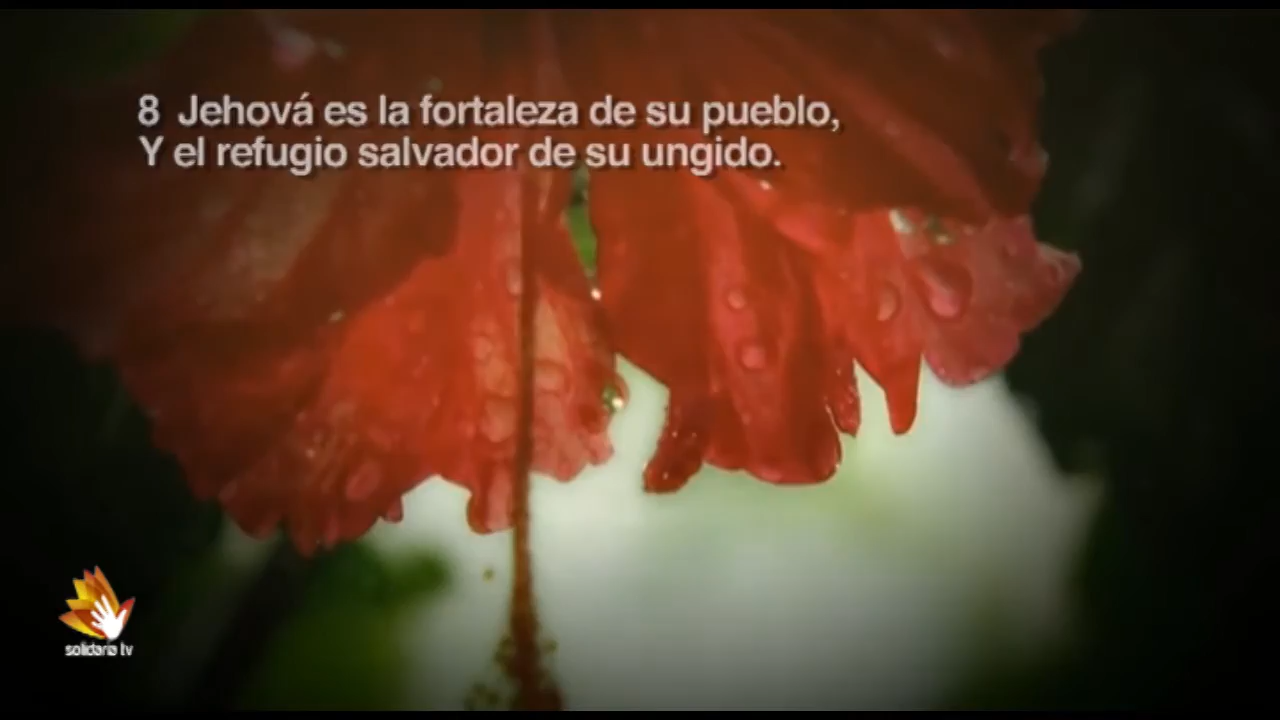 8 Jehová es la fortaleza de su pueblo,
Y el refugio salvador de su ungido.
solidaria tv